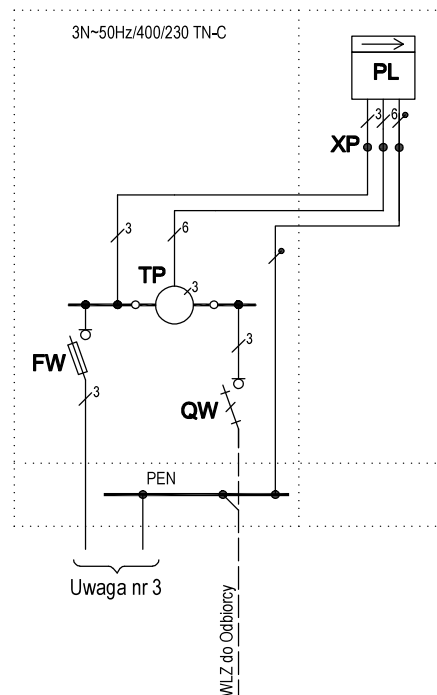 3N~50Hz/400/230 TN-C
PL
3
6
XP
3
6
TP
3
FW
3
3
QW
PEN
Uwaga nr 3
WLZ do Odbiorcy